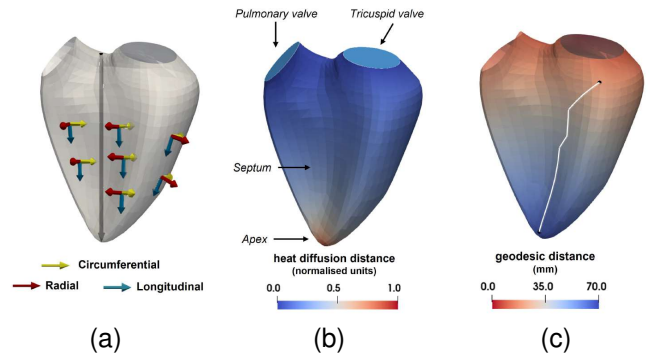 Pulmonary valve
Tricuspid valve
Septum
Apex
Circumferential
Radial
Longitudinal
heat diffusion distance
(normalised units)
0.0 0.5 1.0
geodesic distance
(mm)
0.0 35.0 70.0
(a) (b) (c)